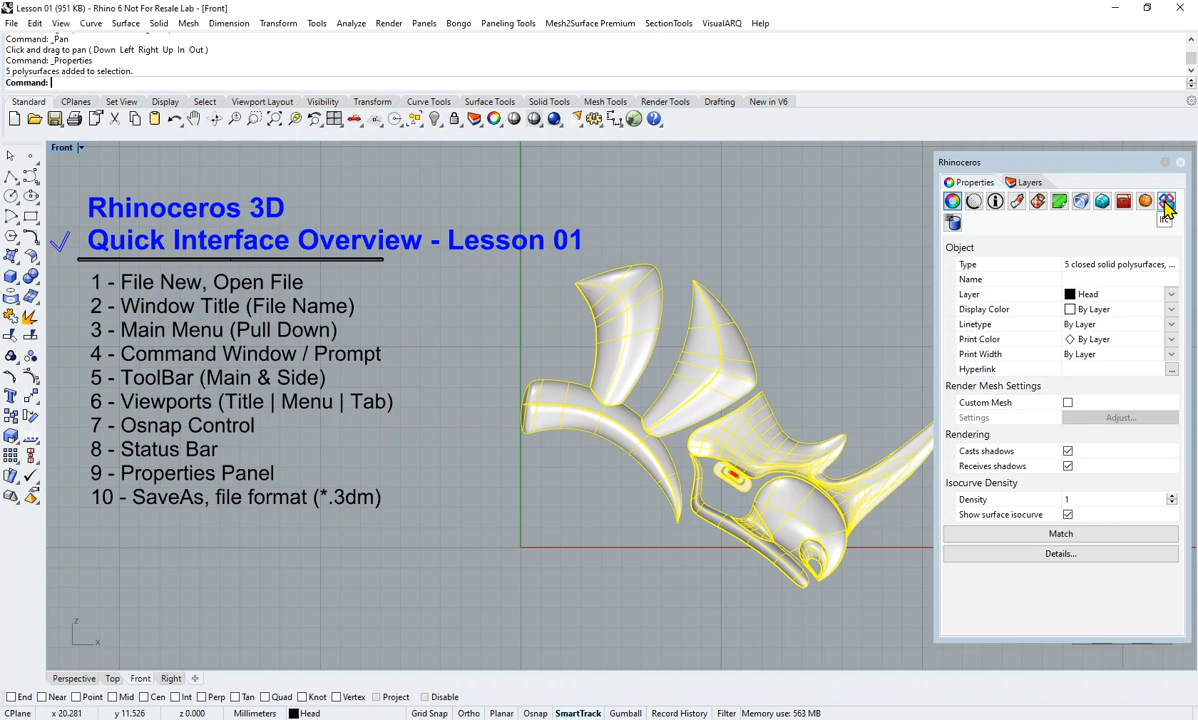 Lesson 01 (951 KB) - Rhino 6 Not For Resale Lab - [Front]
File Edit View Curve Surface Solid Mesh Dimension Transform Tools Analyze Render Panels Bongo Paneling Tools Mesh2Surface Premium SectionTools VisualARQ Help
Command: _Pan
Click and drag to pan ( Down Left Right Up In Out )
Command: _Properties
5 polysurfaces added to selection.
Command:
Standard CPlanes Set View Display Select Viewport Layout Visibility Transform Curve Tools Surface Tools Solid Tools Mesh Tools Render Tools Drafting New in V6
Front
Rhinoceros 3D
Quick Interface Overview - Lesson 01
1 - File New, Open File
2 - Window Title (File Name)
3 - Main Menu (Pull Down)
4 - Command Window / Prompt
5 - ToolBar (Main & Side)
6 - Viewports (Title | Menu | Tab)
7 - Osnap Control
8 - Status Bar
9 - Properties Panel
10 - SaveAs, file format (*.3dm)
z
x
Rhinoceros
Properties Layers
Object
Type 5 closed solid polysurfaces, ...
Name
Layer Head
Display Color By Layer
Linetype By Layer
Print Color By Layer
Print Width By Layer
Hyperlink ...
Render Mesh Settings
Custom Mesh
Settings Adjust...
Rendering
Casts shadows
Receives shadows
Isocurve Density
Density 1
Show surface isocurve
Match
Details...
Perspective Top Front Right
End Near Point Mid Cen Int Perp Tan Quad Knot Vertex Project Disable
CPlane x 20.281 y 11.526 z 0.000 Millimeters Head Grid Snap Ortho Planar Osnap SmartTrack Gumball Record History Filter Memory use: 563 MB